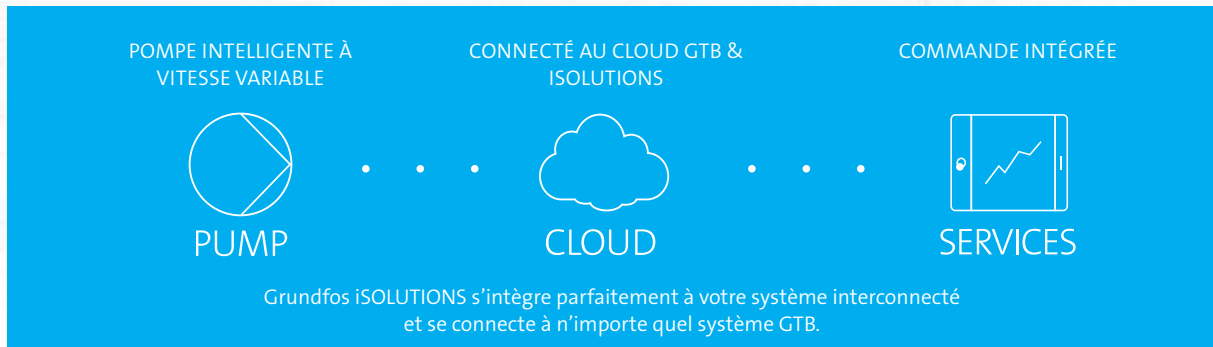 POMPE INTELLIGENTE À
VITESSE VARIABLE
CONNECTÉ AU CLOUD GTB &
ISOLUTIONS
COMMANDE INTÉGRÉE
PUMP
CLOUD
SERVICES
Grundfos iSOLUTIONS s’intègre parfaitement à votre système interconnecté
et se connecte à n’importe quel système GTB.